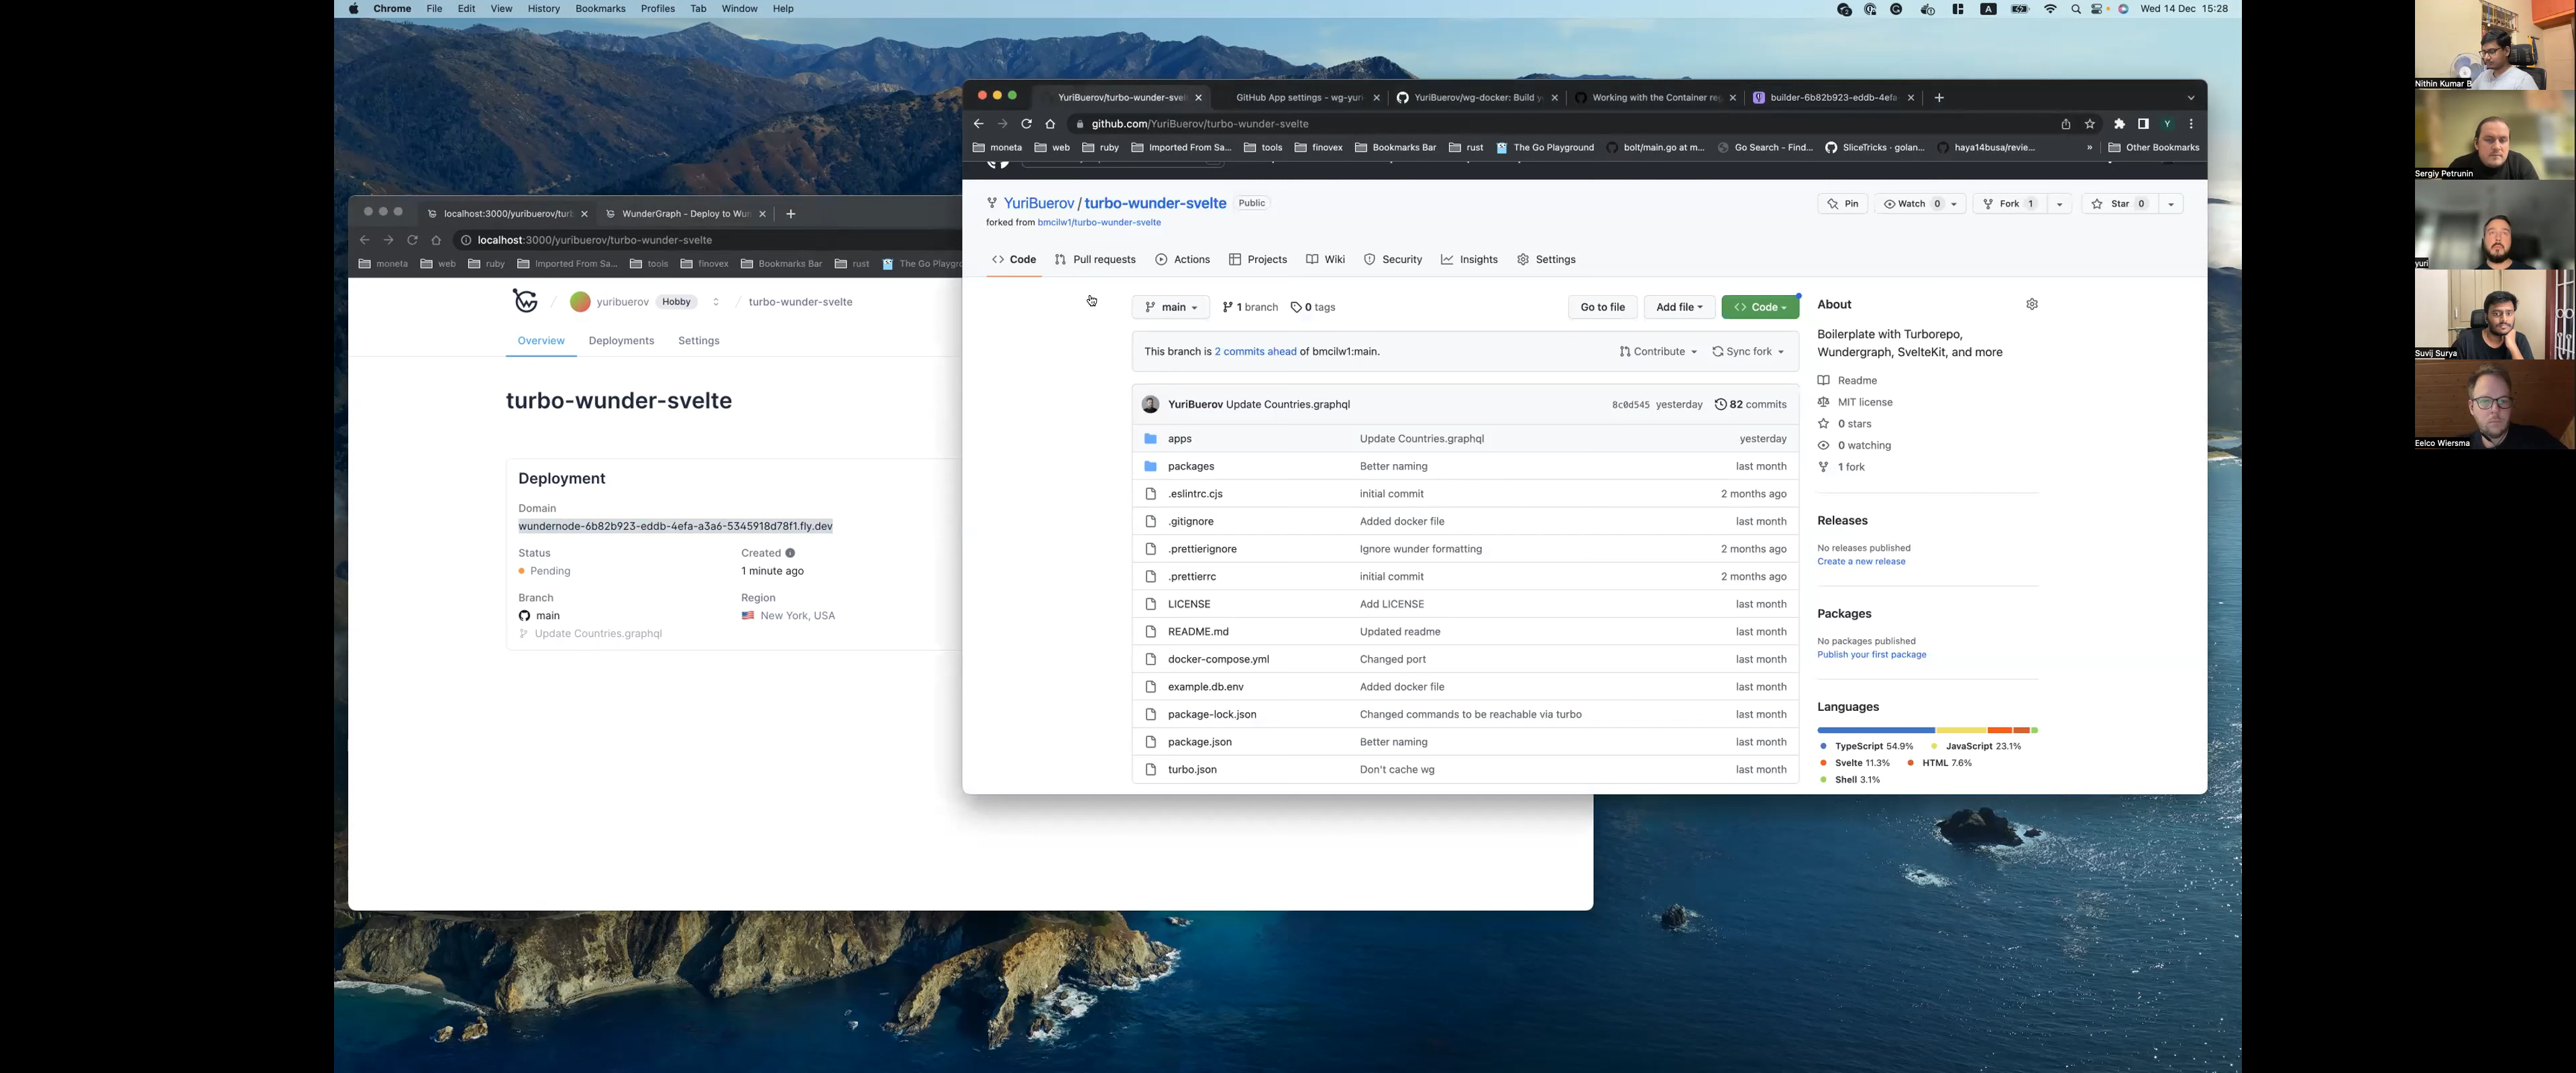 Chrome File Edit View History Bookmarks Profiles Tab Window Help
A
Wed 14 Dec 15:28
YuriBuerov/turbo-wunder-svel
GitHub App settings - wg-yuri
YuriBuerov/wg-docker: Build y
Working with the Container re
builder-6b82b923-eddb-4efa
github.com/YuriBuerov/turbo-wunder-svelte
Y
moneta web ruby Imported From Sa... tools finovex Bookmarks Bar rust The Go Playground bolt/main.go at m... Go Search - Find... SliceTricks · golan... haya14busa/revie... » Other Bookmarks
YuriBuerov / turbo-wunder-svelte Public
forked from bmcilw1/turbo-wunder-svelte
Pin
Watch 0
Fork 1
Star 0
Code Pull requests Actions Projects Wiki Security Insights Settings
main 1 branch 0 tags
Go to file Add file Code
This branch is 2 commits ahead of bmcilw1:main.
Contribute Sync fork
YuriBuerov Update Countries.graphql 8c0d545 yesterday 82 commits
apps Update Countries.graphql yesterday
packages Better naming last month
.eslintrc.cjs initial commit 2 months ago
.gitignore Added docker file last month
.prettierignore Ignore wunder formatting 2 months ago
.prettierrc initial commit 2 months ago
LICENSE Add LICENSE last month
README.md Updated readme last month
docker-compose.yml Changed port last month
example.db.env Added docker file last month
package-lock.json Changed commands to be reachable via turbo last month
package.json Better naming last month
turbo.json Don't cache wg last month
About
Boilerplate with Turborepo,
Wundergraph, SvelteKit, and more
Readme
MIT license
0 stars
0 watching
1 fork
Releases
No releases published
Create a new release
Packages
No packages published
Publish your first package
Languages
TypeScript 54.9% JavaScript 23.1%
Svelte 11.3% HTML 7.6%
Shell 3.1%
localhost:3000/yuribuerov/turb
WunderGraph - Deploy to Wun
localhost:3000/yuribuerov/turbo-wunder-svelte
moneta web ruby Imported From Sa... tools finovex Bookmarks Bar rust The Go Playgro
yuribuerov Hobby / turbo-wunder-svelte
Overview Deployments Settings
turbo-wunder-svelte
Deployment
Domain
wundernode-6b82b923-eddb-4efa-a3a6-5345918d78f1.fly.dev
Status Created
Pending 1 minute ago
Branch Region
main New York, USA
Update Countries.graphql
Nithin Kumar B
Sergiy Petrunin
yuri
Suvij Surya
Eelco Wiersma